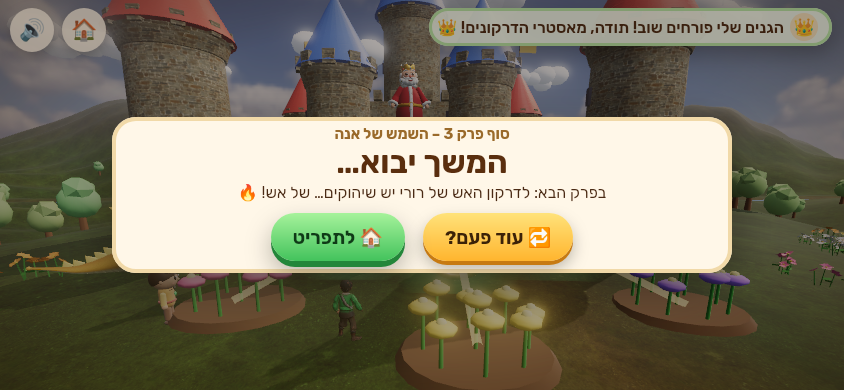 👑 הגנים שלי פורחים שוב! תודה, מאסטרי הדרקונים! 👑
סוף פרק 3 – השמש של אנה
המשך יבוא...
בפרק הבא: לדרקון האש של רורי יש שיהוקים... של אש! 🔥
🔁 עוד פעם?
🏠 לתפריט